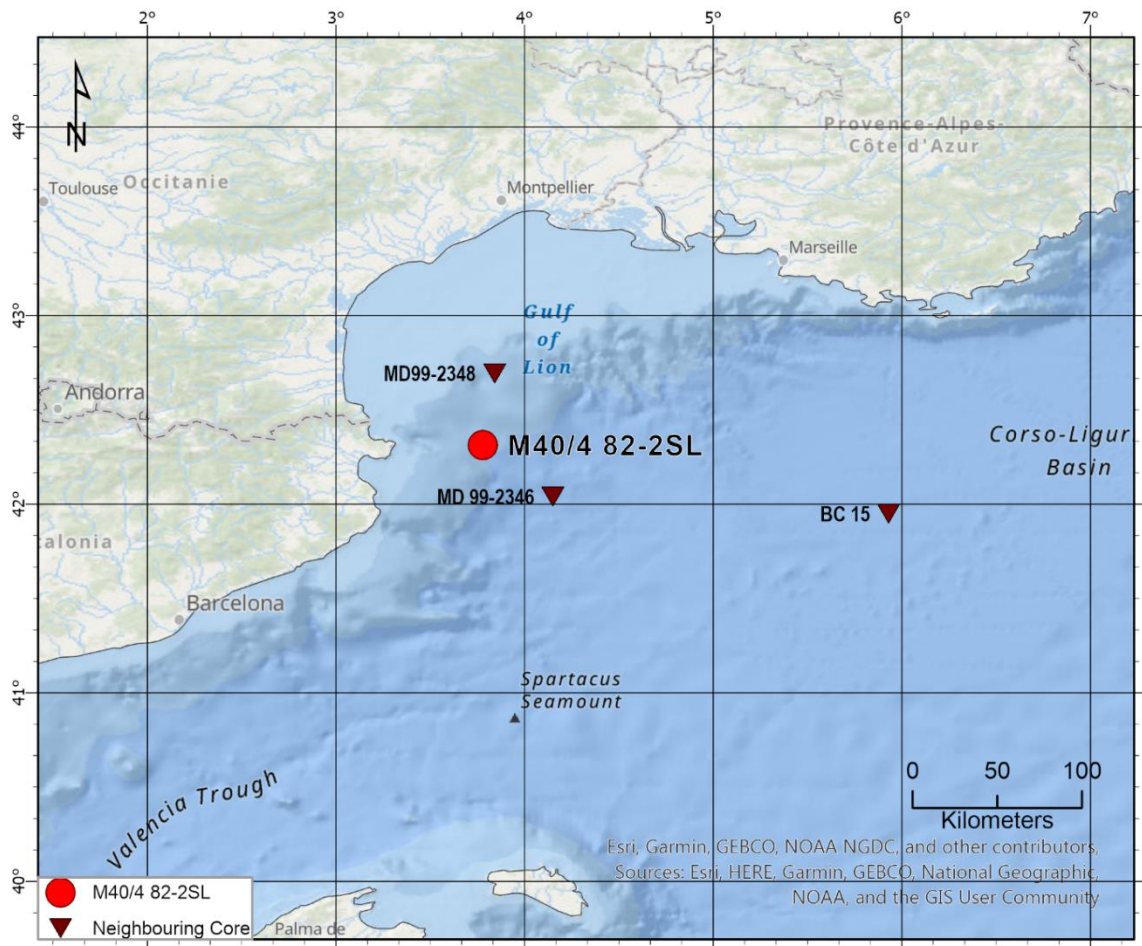 2° 3° 4° 5° 6° 7°
44°
43°
42°
41°
40°
N
Provence-Alpes-
Côte d'Azur
Toulouse
Occitanie
Montpellier
Marseille
Gulf
of
Lion
MD99-2348
Andorra
M40/4 82-2SL
Corso-Ligur
Basin
MD 99-2346
BC 15
alonia
Barcelona
Spartacus
Seamount
Valencia Trough
0 50 100
Kilometers
Esri, Garmin, GEBCO, NOAA NGDC, and other contributors,
Sources: Esri, HERE, Garmin, GEBCO, National Geographic,
NOAA, and the GIS User Community
M40/4 82-2SL
Neighbouring Core
Palma de